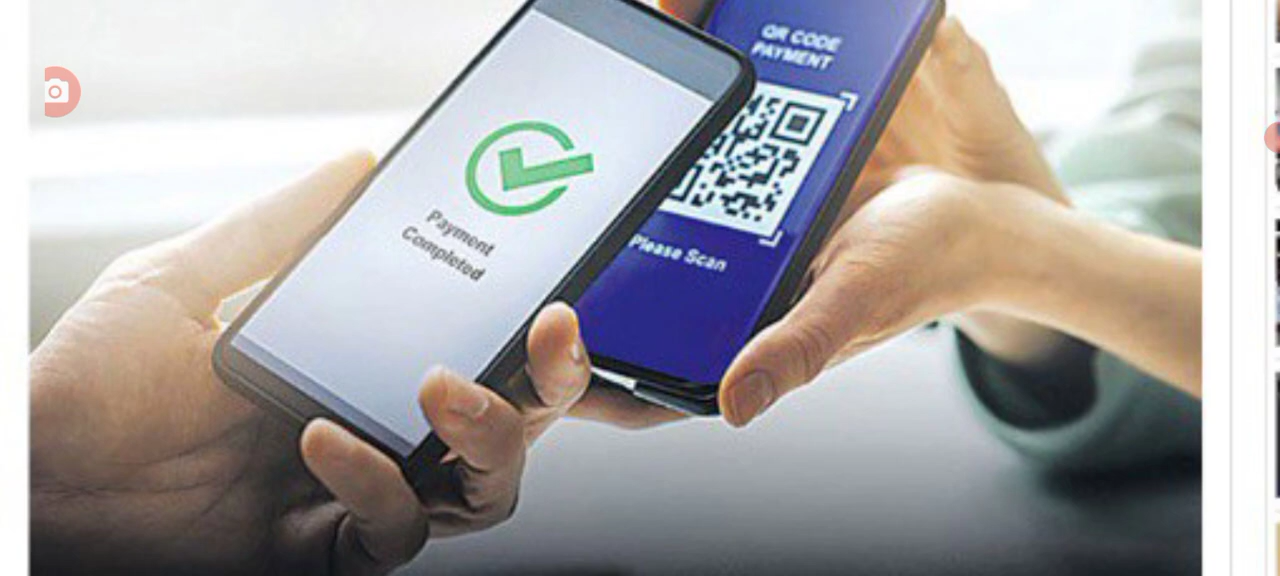 QR CODE
PAYMENT
Please Scan
Payment
Completed